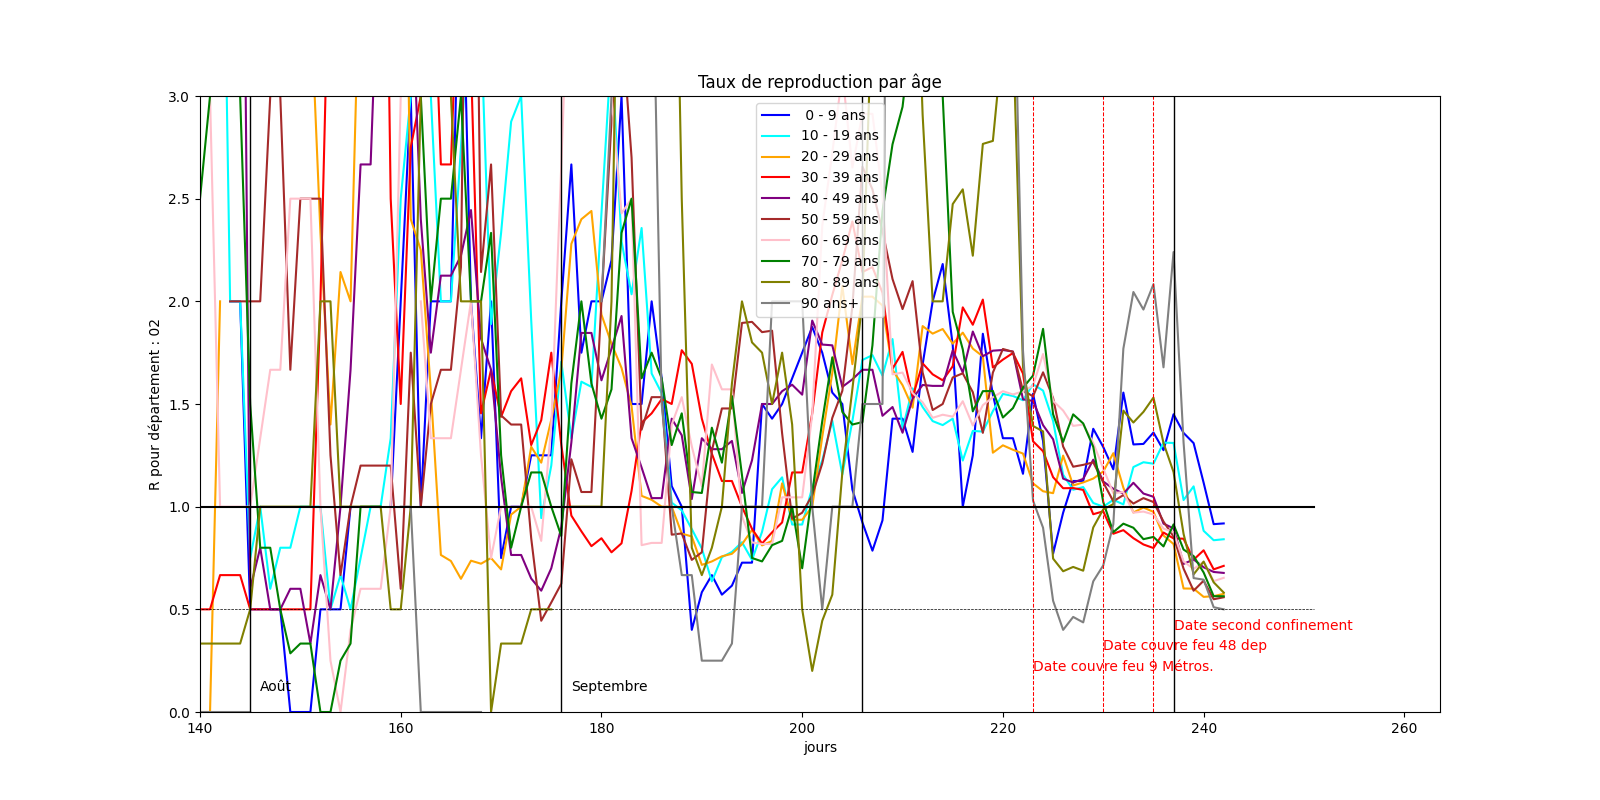 Taux de reproduction par âge
R pour département : 02
3.0
2.5
2.0
1.5
1.0
0.5
0.0
0 - 9 ans
10 - 19 ans
20 - 29 ans
30 - 39 ans
40 - 49 ans
50 - 59 ans
60 - 69 ans
70 - 79 ans
80 - 89 ans
90 ans+
Date second confinement
Date couvre feu 48 dep
Date couvre feu 9 Métros.
Août
Septembre
140
160
180
200
220
240
260
jours